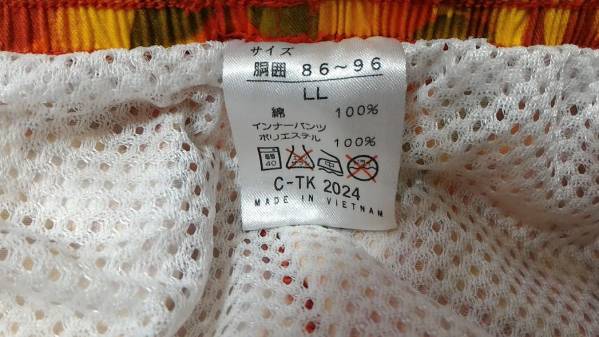 サイズ
胴囲 86~96
LL
綿 100%
インナーパンツ
ポリエステル 100%
40
C-TK 2024
MADE IN VIETNAM